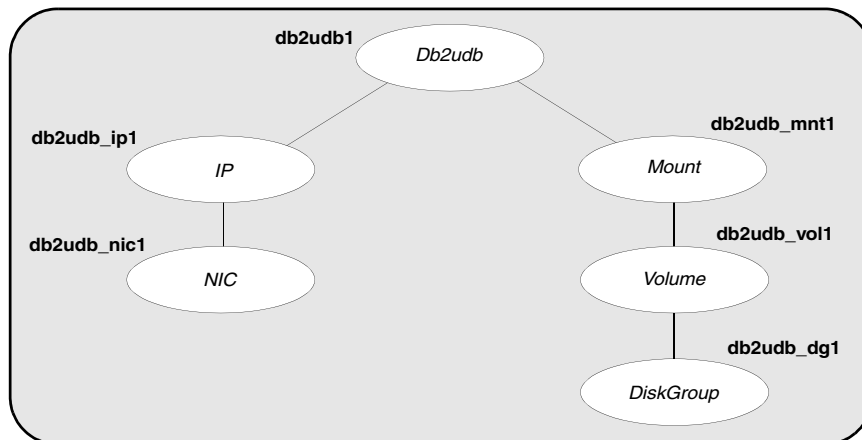 db2udb1
Db2udb
db2udb_ip1
db2udb_mnt1
IP
Mount
db2udb_nic1
db2udb_vol1
NIC
Volume
db2udb_dg1
DiskGroup